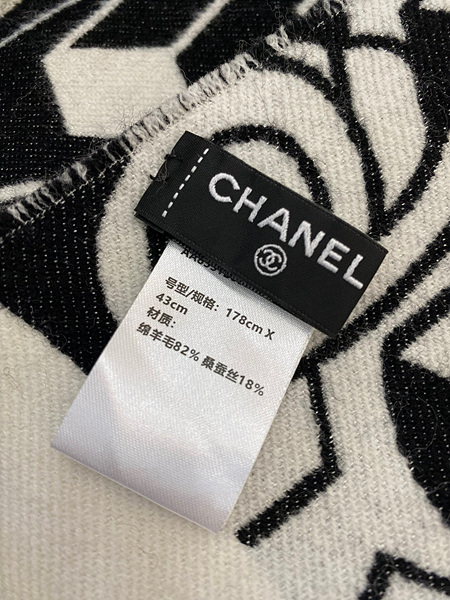 CHANEL
号型/规格：178cm X
43cm
材质：
绵羊毛82% 桑蚕丝18%